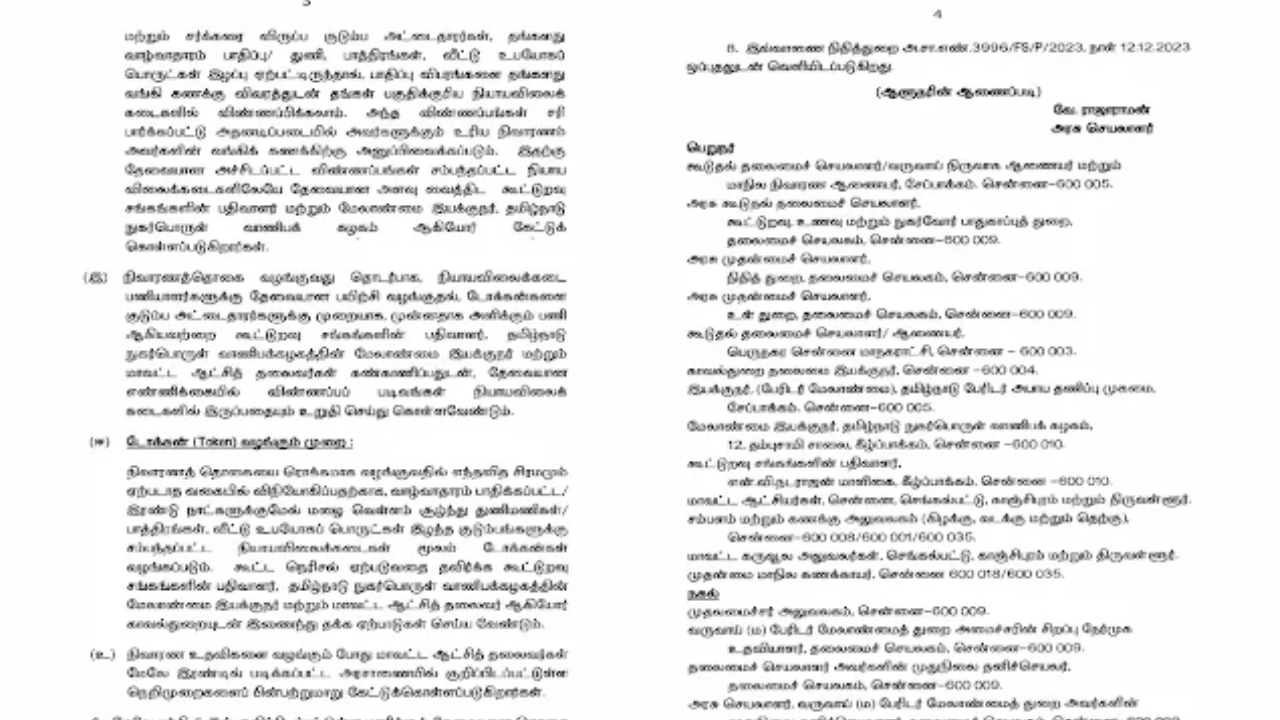 3
மற்றும் சர்க்கரை விருப்ப குடும்ப அட்டைதாரர்கள், தங்களது
வாழ்வாதாரம் பாதிப்பு/ துணி, பாத்திரங்கள், வீட்டு உபயோகப்
பொருட்கள் இழப்பு ஏற்பட்டிருந்தால், பாதிப்பு விபரங்களை தங்களது
வங்கி கணக்கு விவரத்துடன் தங்கள் பகுதிக்குரிய நியாயவிலைக்
கடைகளில் விண்ணப்பிக்கலாம். அந்த விண்ணப்பங்கள் சரி
பார்க்கப்பட்டு அதனடிப்படையில் அவர்களுக்கும் உரிய நிவாரணம்
அவர்களின் வங்கிக் கணக்கிற்கு அனுப்பிவைக்கப்படும். இதற்கு
தேவையான அச்சிடப்பட்ட விண்ணப்பங்கள் சம்பந்தப்பட்ட நியாய
விலைக்கடைகளிலேயே தேவையான அளவு வைத்திட கூட்டுறவு
சங்கங்களின் பதிவாளர் மற்றும் மேலாண்மை இயக்குநர், தமிழ்நாடு
நுகர்பொருள் வாணிபக் கழகம் ஆகியோர் கேட்டுக்
கொள்ளப்படுகிறார்கள்.
(இ) நிவாரணத்தொகை வழங்குவது தொடர்பாக, நியாயவிலைக்கடை
பணியாளர்களுக்கு தேவையான பயிற்சி வழங்குதல், டோக்கன்களை
குடும்ப அட்டைதாரர்களுக்கு முறையாக, முன்னதாக அளிக்கும் பணி
ஆகியவற்றை கூட்டுறவு சங்கங்களின் பதிவாளர், தமிழ்நாடு
நுகர்பொருள் வாணிபக்கழகத்தின் மேலாண்மை இயக்குநர் மற்றும்
மாவட்ட ஆட்சித் தலைவர்கள் கண்காணிப்பதுடன், தேவையான
எண்ணிக்கையில் விண்ணப்பப் படிவங்கள் நியாயவிலைக்
கடைகளில் இருப்பதையும் உறுதி செய்து கொள்ளவேண்டும்.
(ஈ) டோக்கன் (Token) வழங்கும் முறை :
நிவாரணத் தொகையை ரொக்கமாக வழங்குவதில் எந்தவித சிரமமும்
ஏற்படாத வகையில் விநியோகிப்பதற்காக, வாழ்வாதாரம் பாதிக்கப்பட்ட/
இரண்டு நாட்களுக்குமேல் மழை வெள்ளம் சூழ்ந்து துணிமணிகள்/
பாத்திரங்கள், வீட்டு உபயோகப் பொருட்கள் இழந்த குடும்பங்களுக்கு
சம்பந்தப்பட்ட நியாயவிலைக்கடைகள் மூலம் டோக்கன்கள்
வழங்கப்படும். கூட்ட நெரிசல் ஏற்படுவதை தவிர்க்க கூட்டுறவு
சங்கங்களின் பதிவாளர், தமிழ்நாடு நுகர்பொருள் வாணிபக்கழகத்தின்
மேலாண்மை இயக்குநர் மற்றும் மாவட்ட ஆட்சித் தலைவர் ஆகியோர்
காவல்துறையுடன் இணைந்து தக்க ஏற்பாடுகள் செய்ய வேண்டும்.
(உ) நிவாரண உதவிகளை வழங்கும் போது மாவட்ட ஆட்சித் தலைவர்கள்
மேலே இரண்டில் படிக்கப்பட்ட அரசாணையில் குறிப்பிடப்பட்டுள்ள
நெறிமுறைகளைப் பின்பற்றுமாறு கேட்டுக்கொள்ளப்படுகிறார்கள்.
4
8. இவ்வாணை நிதித்துறை அ.சா.எண்.3996/FS/P/2023, நாள் 12.12.2023
ஒப்புதலுடன் வெளியிடப்படுகிறது.
(ஆளுநரின் ஆணைப்படி)
வே. ராஜாராமன்
அரசு செயலாளர்
பெறுநர்
கூடுதல் தலைமைச் செயலாளர்/வருவாய் நிருவாக ஆணையர் மற்றும்
மாநில நிவாரண ஆணையர், சேப்பாக்கம், சென்னை-600 005.
அரசு கூடுதல் தலைமைச் செயலாளர்,
கூட்டுறவு, உணவு மற்றும் நுகர்வோர் பாதுகாப்புத் துறை,
தலைமைச் செயலகம், சென்னை-600 009.
அரசு முதன்மைச் செயலாளர்,
நிதித் துறை, தலைமைச் செயலகம், சென்னை-600 009.
அரசு முதன்மைச் செயலாளர்,
உள் துறை, தலைமைச் செயலகம், சென்னை-600 009.
கூடுதல் தலைமைச் செயலாளர்/ ஆணையர்,
பெருநகர சென்னை மாநகராட்சி, சென்னை - 600 003.
காவல்துறை தலைமை இயக்குநர், சென்னை -600 004.
இயக்குநர், (பேரிடர் மேலாண்மை), தமிழ்நாடு பேரிடர் அபாய தணிப்பு முகமை,
சேப்பாக்கம், சென்னை-600 005.
மேலாண்மை இயக்குநர், தமிழ்நாடு நுகர்பொருள் வாணிபக் கழகம்,
12, தம்புசாமி சாலை, கீழ்ப்பாக்கம், சென்னை -600 010.
கூட்டுறவு சங்கங்களின் பதிவாளர்,
என்.வி.நடராஜன் மாளிகை, கீழ்ப்பாக்கம், சென்னை -600 010.
மாவட்ட ஆட்சியர்கள், சென்னை, செங்கல்பட்டு, காஞ்சிபுரம் மற்றும் திருவள்ளூர்.
சம்பளம் மற்றும் கணக்கு அலுவலகம் (கிழக்கு, வடக்கு மற்றும் தெற்கு),
சென்னை-600 008/600 001/600 035.
மாவட்ட கருவூல அலுவலர்கள், செங்கல்பட்டு, காஞ்சிபுரம் மற்றும் திருவள்ளூர்.
முதன்மை மாநில கணக்காயர், சென்னை 600 018/600 035.
நகல்
முதலமைச்சர் அலுவலகம், சென்னை-600 009.
வருவாய் (ம) பேரிடர் மேலாண்மைத் துறை அமைச்சரின் சிறப்பு நேர்முக
உதவியாளர், தலைமைச் செயலகம், சென்னை-600 009.
தலைமைச் செயலாளர் அவர்களின் முதுநிலை தனிச்செயலர்,
தலைமைச் செயலகம், சென்னை-600 009.
அரசு செயலாளர், வருவாய் (ம) பேரிடர் மேலாண்மைத் துறை அவர்களின்